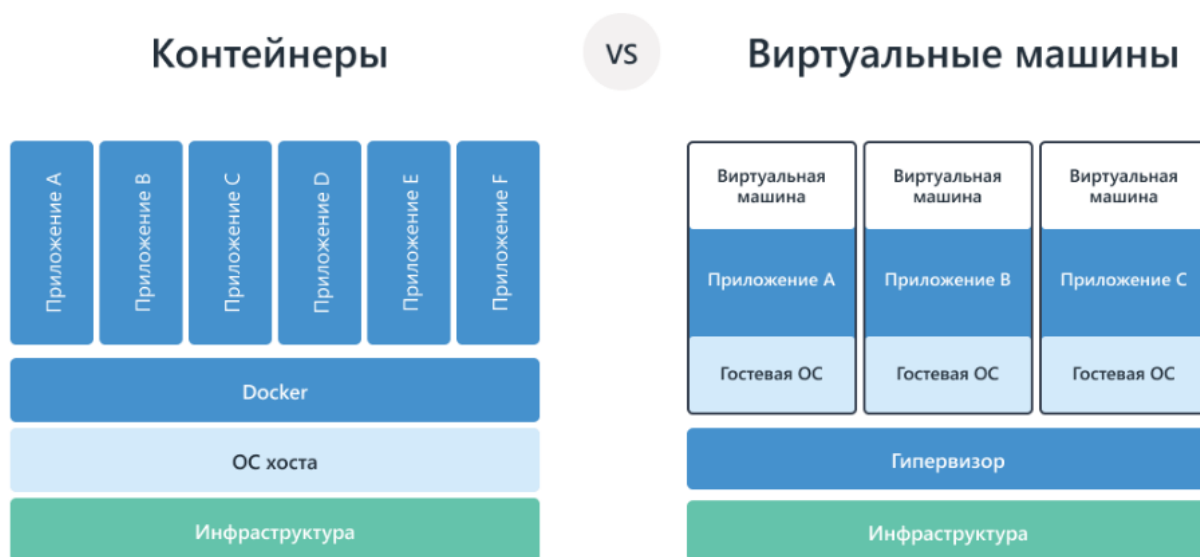 Контейнеры
VS
Виртуальные машины
Приложение A
Приложение B
Приложение C
Приложение D
Приложение E
Приложение F
Docker
ОС хоста
Инфраструктура
Виртуальная
машина
Приложение A
Гостевая ОС
Виртуальная
машина
Приложение B
Гостевая ОС
Виртуальная
машина
Приложение C
Гостевая ОС
Гипервизор
Инфраструктура